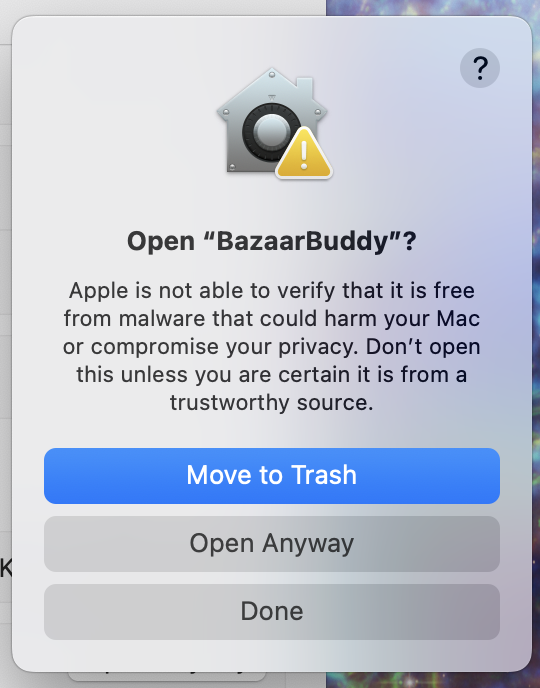 ?
Open “BazaarBuddy”?
Apple is not able to verify that it is free
from malware that could harm your Mac
or compromise your privacy. Don’t open
this unless you are certain it is from a
trustworthy source.
Move to Trash
Open Anyway
K
Done